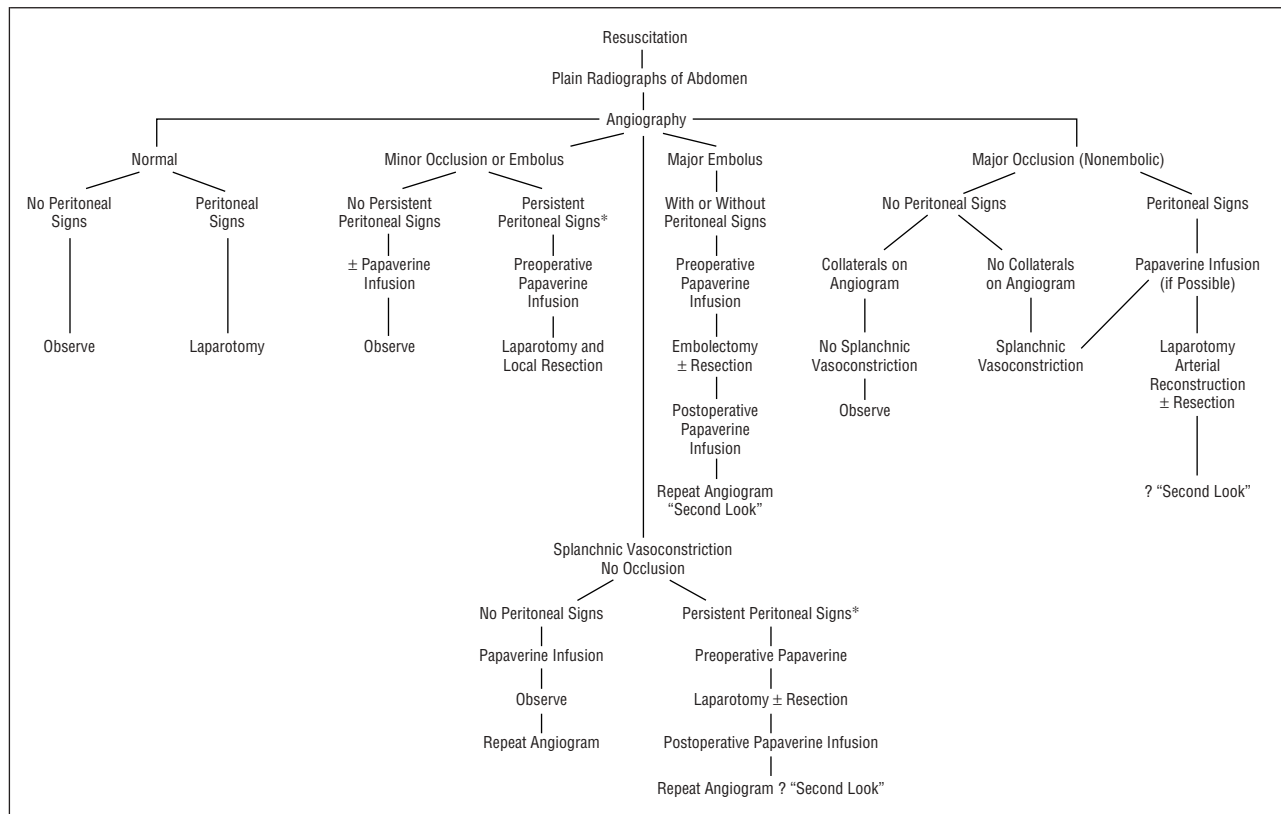 Resuscitation
Plain Radiographs of Abdomen
Angiography
Normal
No Peritoneal
Signs
Observe
Peritoneal
Signs
Laparotomy
Minor Occlusion or Embolus
No Persistent
Peritoneal Signs
± Papaverine
Infusion
Observe
Persistent
Peritoneal Signs*
Preoperative
Papaverine
Infusion
Laparotomy and
Local Resection
Major Embolus
With or Without
Peritoneal Signs
Preoperative
Papaverine
Infusion
Embolectomy
± Resection
Postoperative
Papaverine
Infusion
Repeat Angiogram
“Second Look”
Major Occlusion (Nonembolic)
No Peritoneal Signs
Collaterals on
Angiogram
No Splanchnic
Vasoconstriction
Observe
No Collaterals
on Angiogram
Splanchnic
Vasoconstriction
Peritoneal Signs
Papaverine Infusion
(if Possible)
Laparotomy
Arterial
Reconstruction
± Resection
? “Second Look”
Splanchnic Vasoconstriction
No Occlusion
No Peritoneal Signs
Papaverine Infusion
Observe
Repeat Angiogram
Persistent Peritoneal Signs*
Preoperative Papaverine
Laparotomy ± Resection
Postoperative Papaverine Infusion
Repeat Angiogram ? “Second Look”